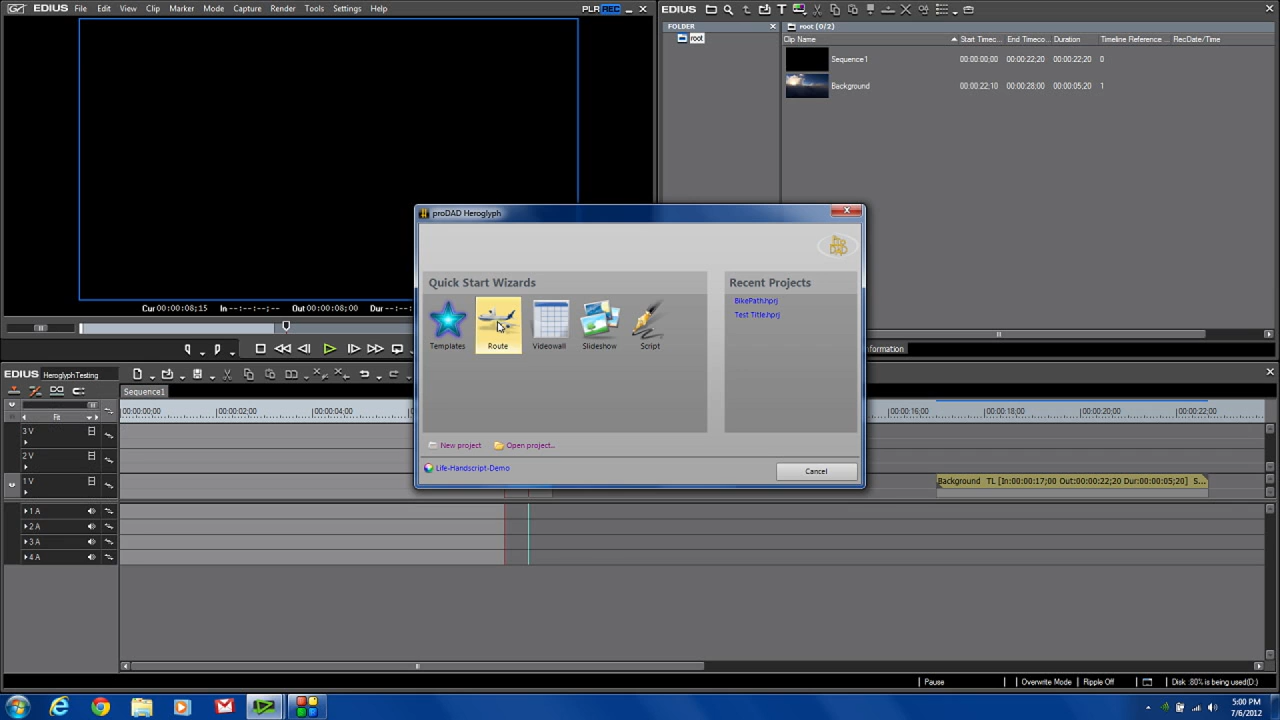 EDIUS File Edit View Clip Marker Mode Capture Render Tools Settings Help PLR REC
Cur 00:00:08;15 In --:--:--;-- Out 00:00:08;00 Dur --:--:--;--
EDIUS
FOLDER
root
root (0/2)
Clip Name Start Timec... End Timeco... Duration Timeline Reference ... RecDate/Time
Sequence1 00:00:00;00 00:00:22;20 00:00:22;20 0
Background 00:00:22;10 00:00:28;00 00:00:05;20 1
proDAD Heroglyph
Quick Start Wizards
Templates Route Videowall Slideshow Script
Recent Projects
BikePath.hprj
Test Title.hprj
New project Open project...
Life-Handscript-Demo
Cancel
EDIUS Heroglyph Testing
Sequence1
Fit
00:00:00;00 00:00:02;00 00:00:04;00 00:00:16;00 00:00:18;00 00:00:20;00 00:00:22;00
3 V
2 V
1 V
Background TL [In:00:00:17;00 Out:00:00:22;20 Dur:00:00:05;20] S...
1 A
2 A
3 A
4 A
Pause Overwrite Mode Ripple Off Disk :80% is being used(D:)
5:00 PM
7/6/2012